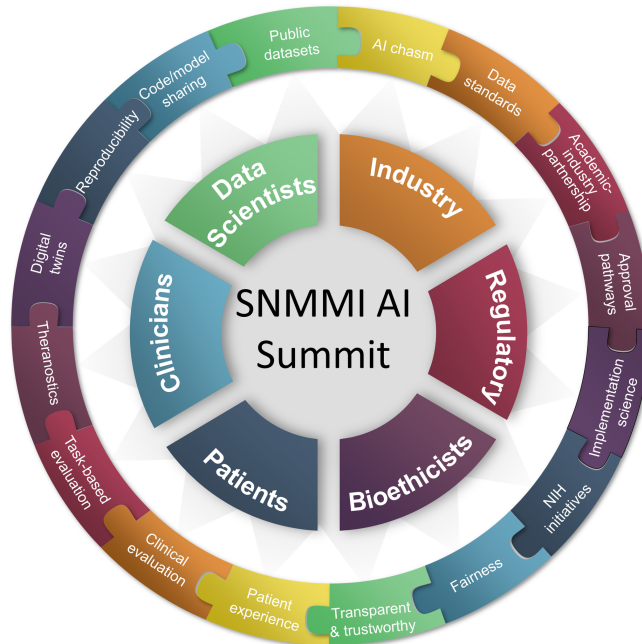 SNMMI AI
Summit
Data
Scientists
Industry
Regulatory
Bioethicists
Patients
Clinicians
Public
datasets
AI chasm
Data
standards
Academic-
industry
partnership
Approval
pathways
Implementation
science
NIH
initiatives
Fairness
Transparent
& trustworthy
Patient
experience
Clinical
evaluation
Task-based
evaluation
Theranostics
Digital
twins
Reproducibility
Code/model
sharing